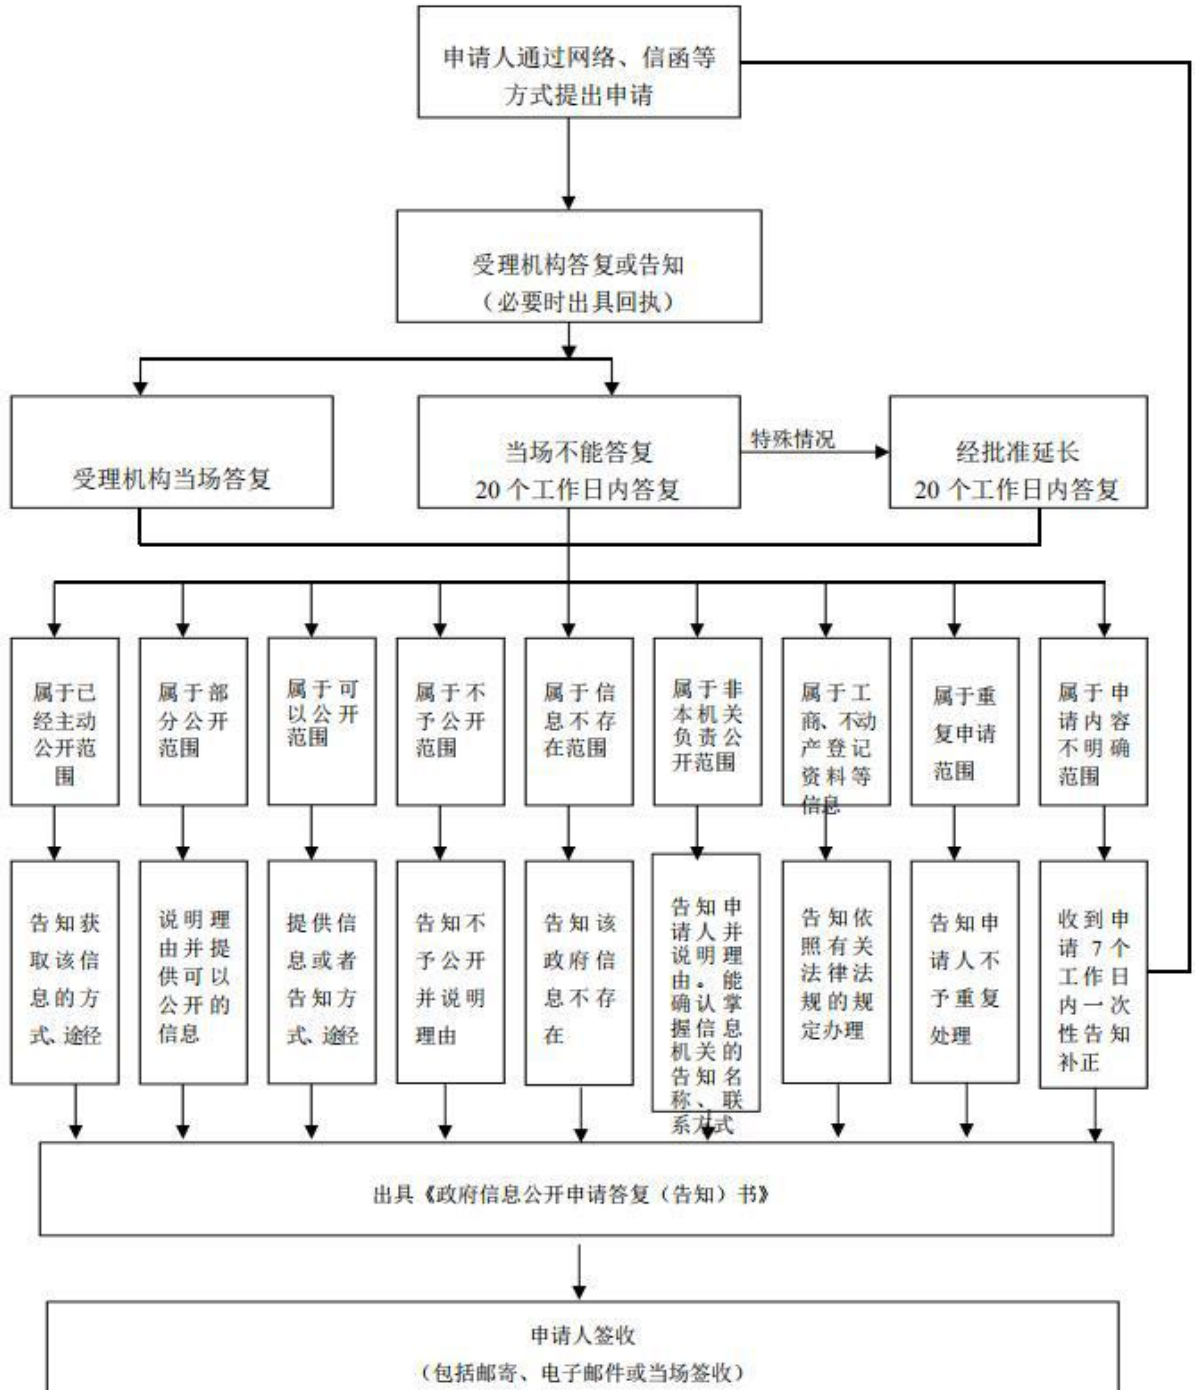 申请人通过网络、信函等
方式提出申请
受理机构答复或告知
（必要时出具回执）
受理机构当场答复
当场不能答复
20 个工作日内答复
特殊情况
经批准延长
20 个工作日内答复
属于已
经主动
公开范
围
属于部
分公开
范围
属于可
以公开
范围
属于不
予公开
范围
属于信
息不存
在范围
属于非
本机关
负责公
开范围
属于工
商、不动
产登记
资料等
信息
属于重
复申请
范围
属于申
请内容
不明确
范围
告知获
取该信
息的方
式、途径
说明理
由并提
供可以
公开的
信息
提供信
息或者
告知方
式、途径
告知不
予公开
并说明
理由
告知该
政府信
息不存
在
告知申
请人并
说明理
由。能
确认掌
握信息
机关的
告知名
称、联
系方式
告知依
照有关
法律法
规的规
定办理
告知申
请人不
予重复
处理
收到申
请 7 个
工作日
内一次
性告知
补正
出具《政府信息公开申请答复（告知）书》
申请人签收
（包括邮寄、电子邮件或当场签收）